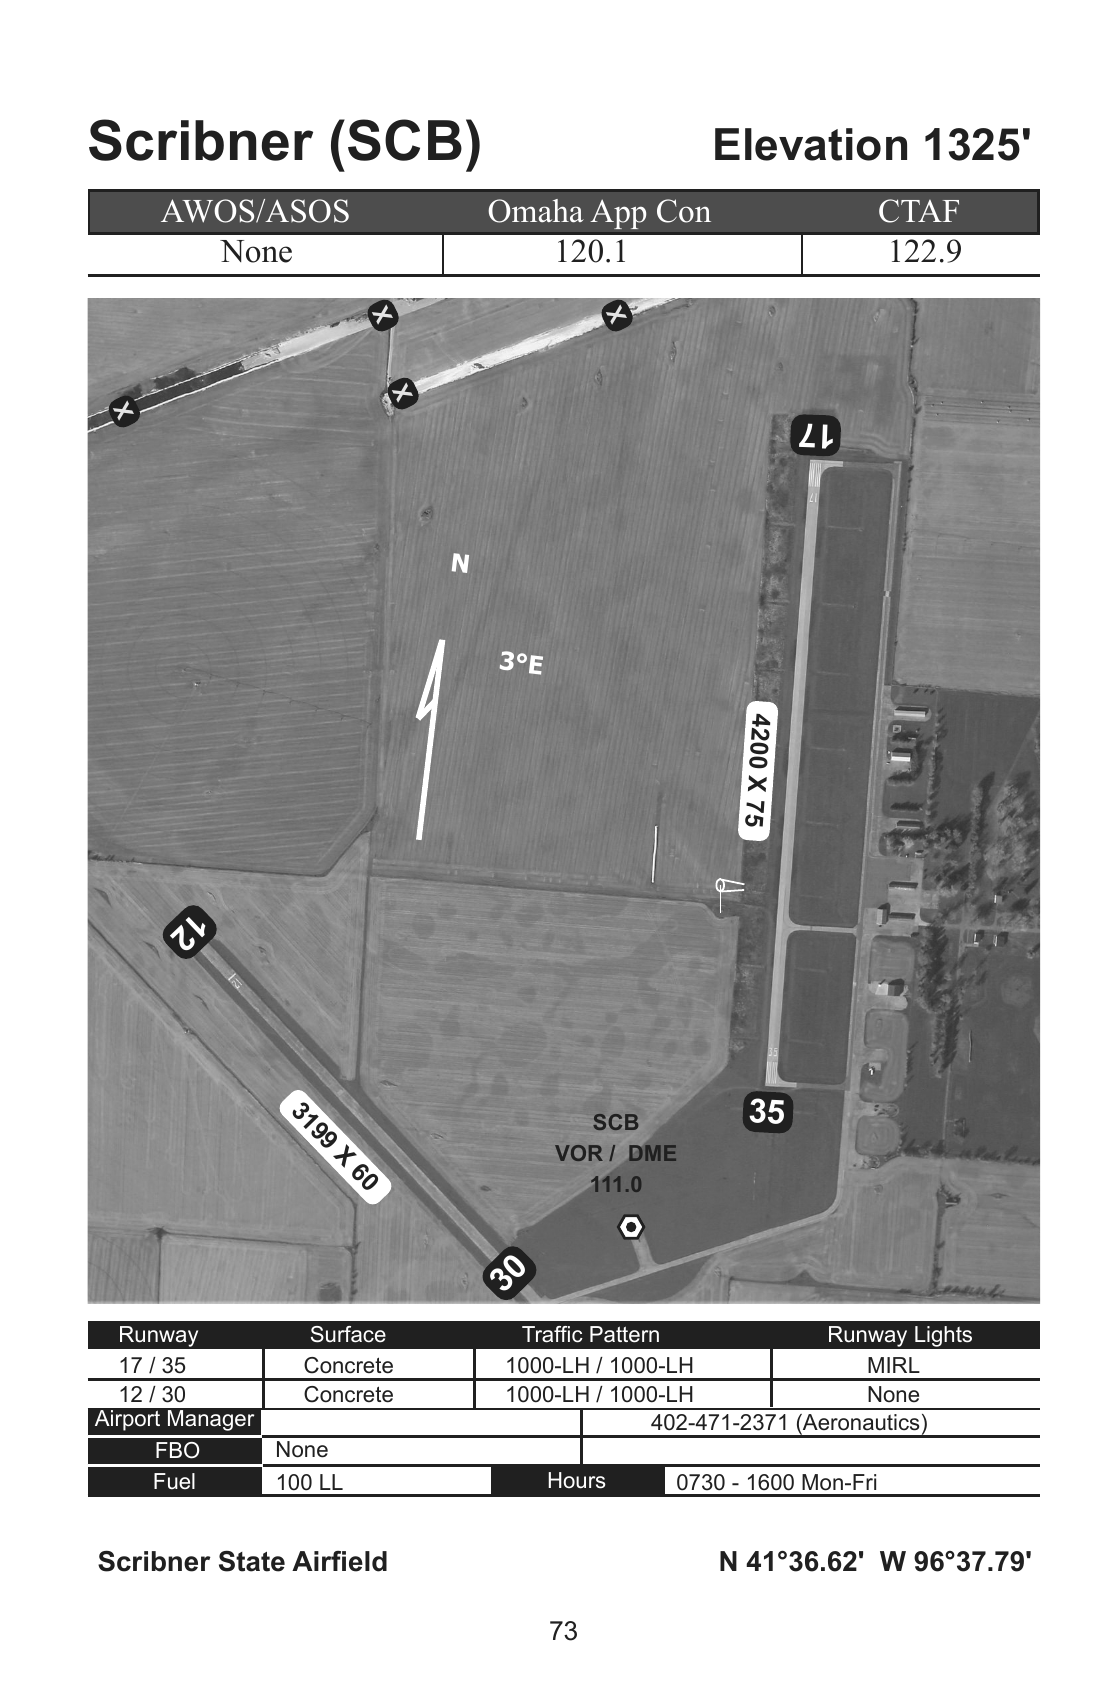 Scribner (SCB) Elevation 1325'
AWOS/ASOS Omaha App Con CTAF
None 120.1 122.9
X X
X
X
17
17
N
3°E
4200 X 75
12
35
3199 X 60
35
SCB
VOR / DME
111.0
30
Runway Surface Traffic Pattern Runway Lights
17 / 35 Concrete 1000-LH / 1000-LH MIRL
12 / 30 Concrete 1000-LH / 1000-LH None
Airport Manager 402-471-2371 (Aeronautics)
FBO None
Fuel 100 LL Hours 0730 - 1600 Mon-Fri
Scribner State Airfield N 41°36.62' W 96°37.79'
73